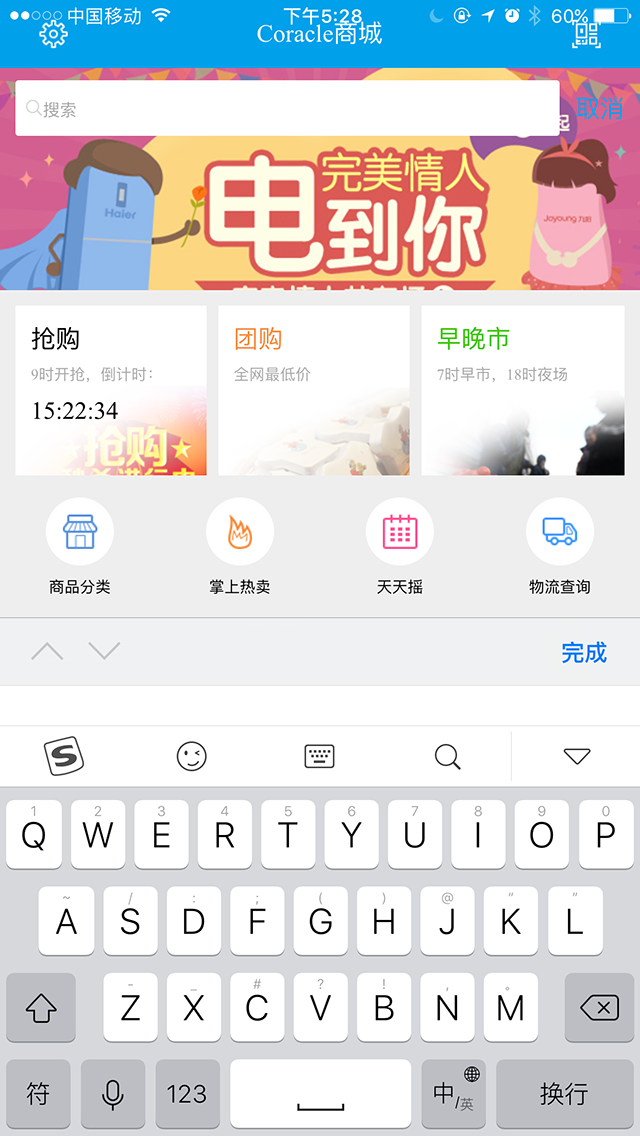 中国移动 下午5:28 60%
Coracle商城
搜索 取消
起
完美情人
电到你
Haier
Joyoung 九阳
抢购 团购 早晚市
9时开抢，倒计时： 全网最低价 7时早市，18时夜场
15:22:34
抢购
商品分类 掌上热卖 天天摇 物流查询
完成
S
1 2 3 4 5 6 7 8 9 0
Q W E R T Y U I O P
~ / : ; ( ) @ “ ”
A S D F G H J K L
- _ # ? ! , 。
Z X C V B N M
符 123 中/英 换行